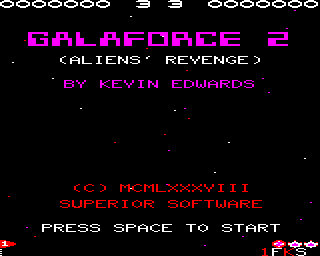 0000000 3 3 0000000
GALAFORCE 2
(ALIENS' REVENGE)
BY KEVIN EDWARDS
(C) MCMLXXXVIII
SUPERIOR SOFTWARE
PRESS SPACE TO START
1
1FKS